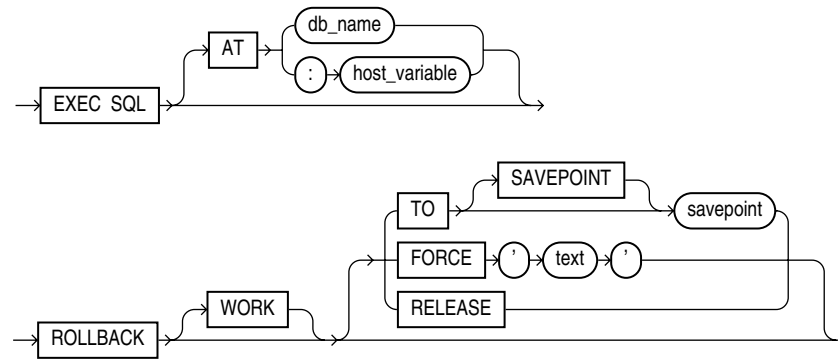 AT db_name
: host_variable
EXEC SQL
SAVEPOINT
TO savepoint
FORCE ' text '
WORK RELEASE
ROLLBACK